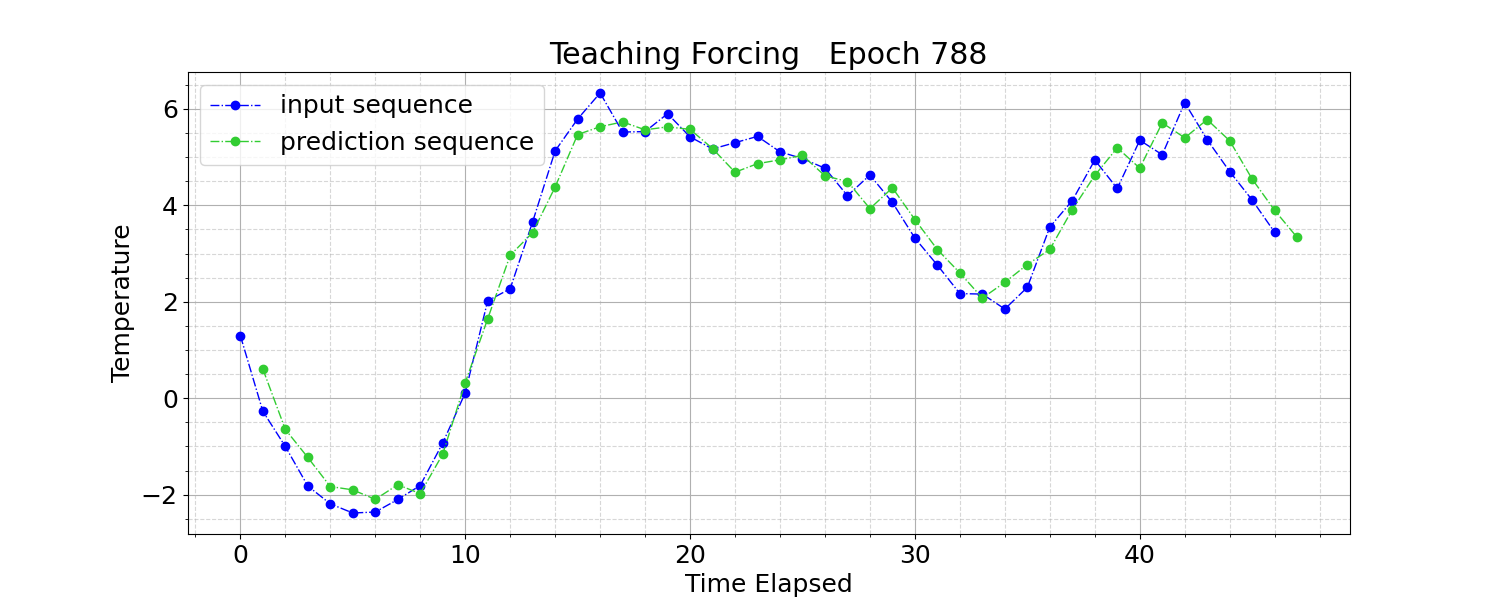 Teaching Forcing   Epoch 788
input sequence
prediction sequence
Temperature
6
4
2
0
−2
0 10 20 30 40
Time Elapsed